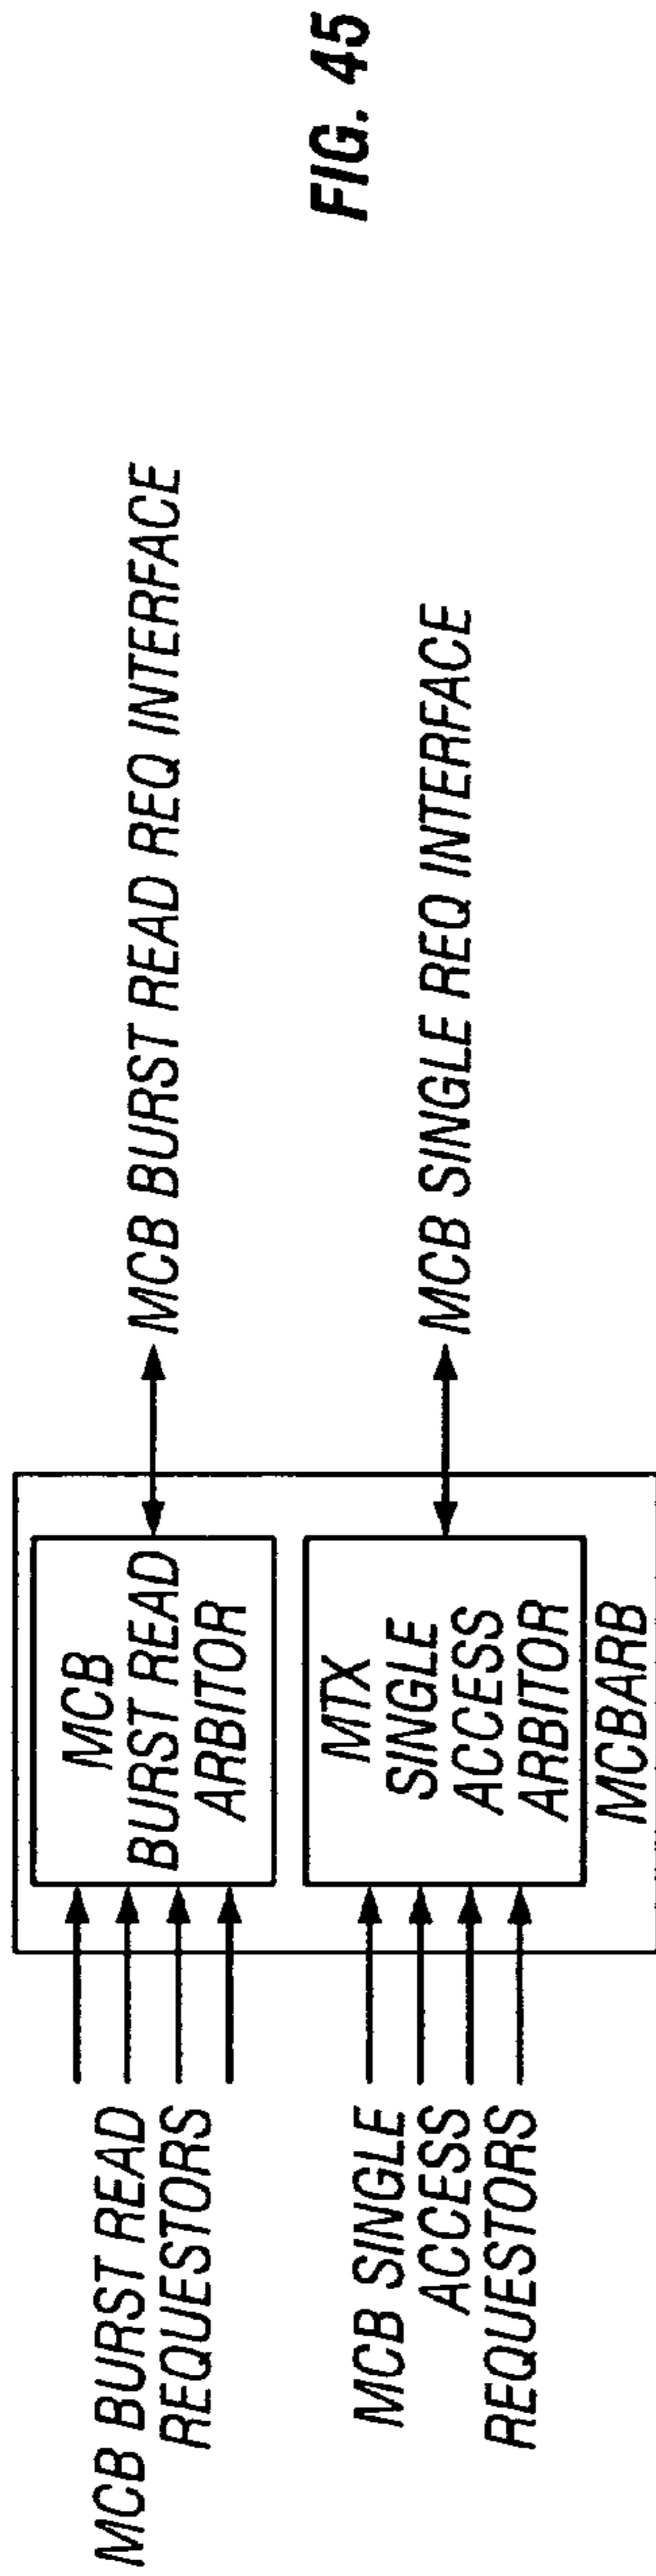 MCB BURST READ
REQUESTORS
MCB
BURST READ
ARBITOR
MCB BURST READ REQ INTERFACE
MCB SINGLE
ACCESS
REQUESTORS
MTX
SINGLE
ACCESS
ARBITOR
MCB SINGLE REQ INTERFACE
MCBARB
FIG. 45